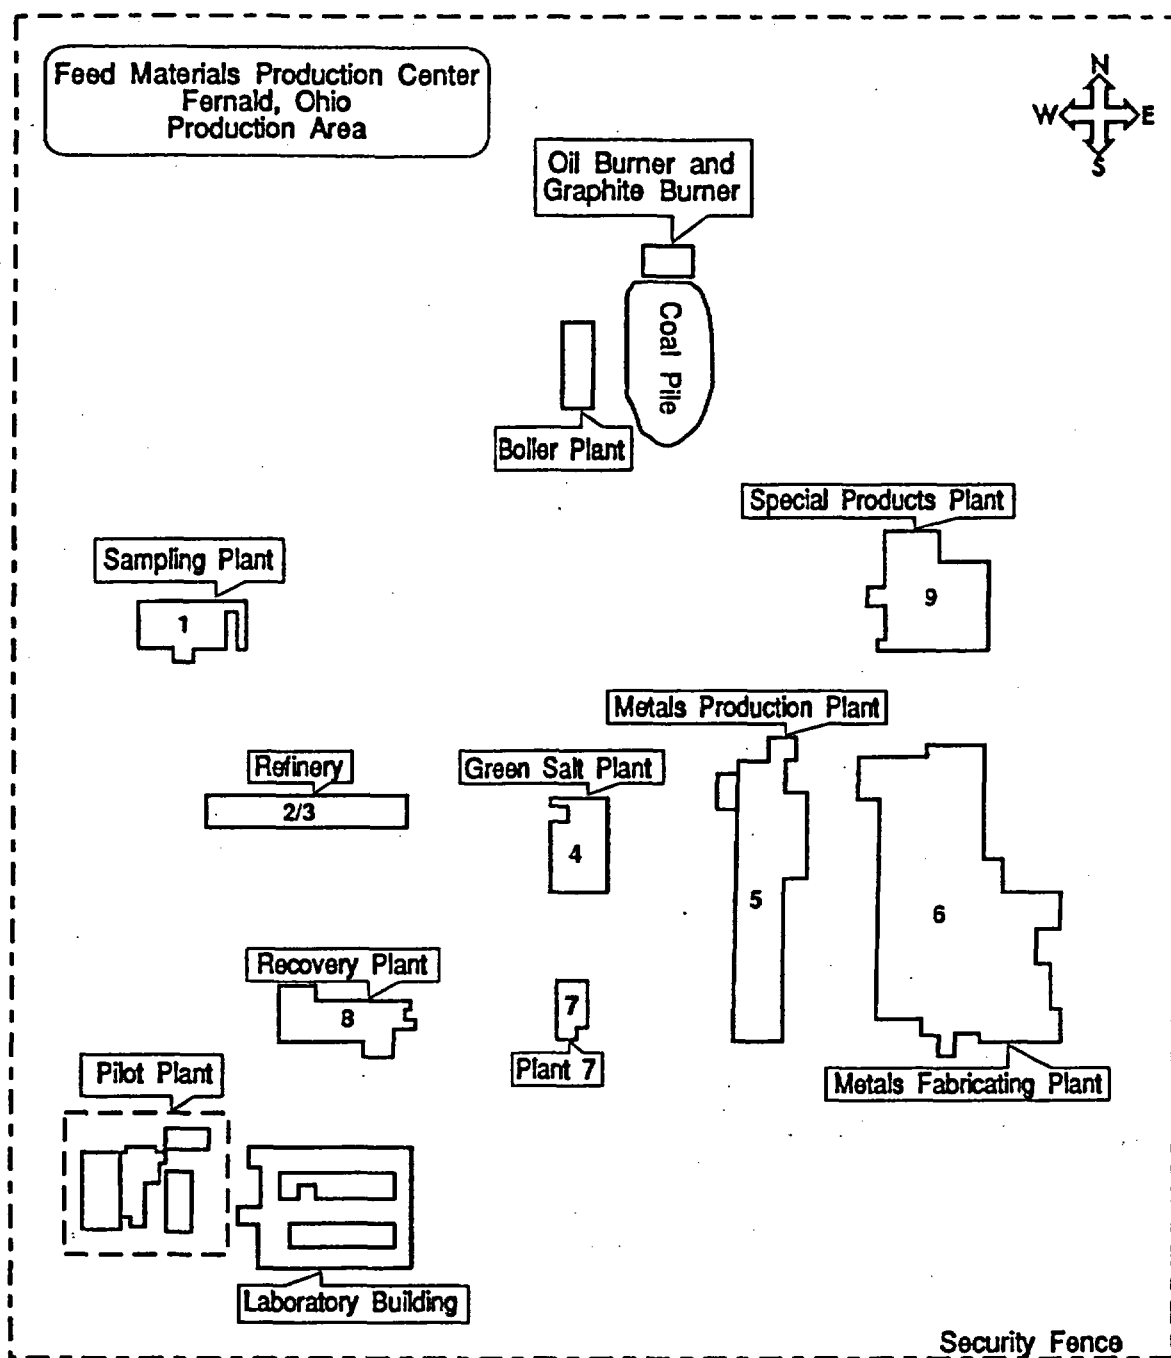 Feed Materials Production Center
Fernald, Ohio
Production Area
N
W E
S
Oil Burner and
Graphite Burner
Coal Pile
Boiler Plant
Special Products Plant
9
Sampling Plant
1
Metals Production Plant
Refinery
2/3
Green Salt Plant
4
5
6
Recovery Plant
8
7
Plant 7
Metals Fabricating Plant
Pilot Plant
Laboratory Building
Security Fence